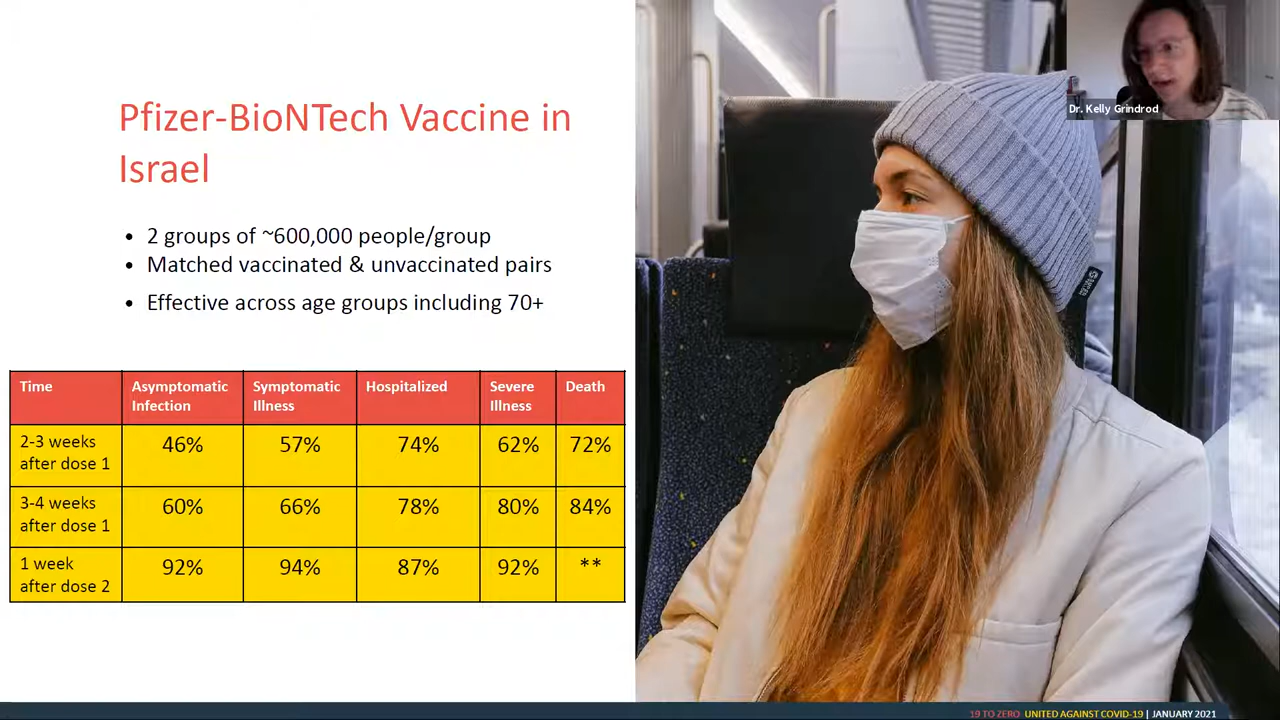 Dr. Kelly Grindrod
Pfizer-BioNTech Vaccine in
Israel
• 2 groups of ~600,000 people/group
• Matched vaccinated & unvaccinated pairs
• Effective across age groups including 70+
Time Asymptomatic Infection Symptomatic Illness Hospitalized Severe Illness Death
2-3 weeks after dose 1 46% 57% 74% 62% 72%
3-4 weeks after dose 1 60% 66% 78% 80% 84%
1 week after dose 2 92% 94% 87% 92% **
19 TO ZERO UNITED AGAINST COVID-19 | JANUARY 2021